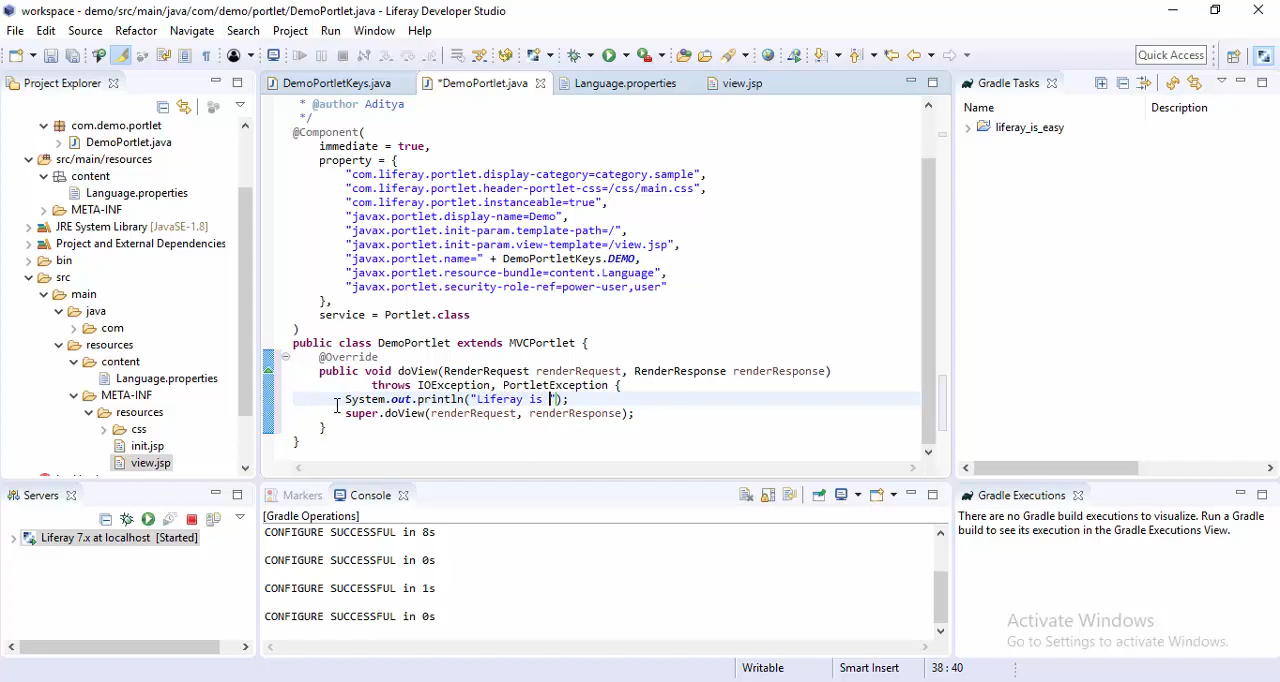 workspace - demo/src/main/java/com/demo/portlet/DemoPortlet.java - Liferay Developer Studio
File Edit Source Refactor Navigate Search Project Run Window Help
Quick Access
Project Explorer
DemoPortletKeys.java
*DemoPortlet.java
Language.properties
view.jsp
Gradle Tasks
Name Description
liferay_is_easy
com.demo.portlet
DemoPortlet.java
src/main/resources
content
Language.properties
META-INF
JRE System Library [JavaSE-1.8]
Project and External Dependencies
bin
src
main
java
com
resources
content
Language.properties
META-INF
resources
css
init.jsp
view.jsp
* @author Aditya
*/
@Component(
immediate = true,
property = {
"com.liferay.portlet.display-category=category.sample",
"com.liferay.portlet.header-portlet-css=/css/main.css",
"com.liferay.portlet.instanceable=true",
"javax.portlet.display-name=Demo",
"javax.portlet.init-param.template-path=/",
"javax.portlet.init-param.view-template=/view.jsp",
"javax.portlet.name=" + DemoPortletKeys.DEMO,
"javax.portlet.resource-bundle=content.Language",
"javax.portlet.security-role-ref=power-user,user"
},
service = Portlet.class
)
public class DemoPortlet extends MVCPortlet {
@Override
public void doView(RenderRequest renderRequest, RenderResponse renderResponse)
throws IOException, PortletException {
System.out.println("Liferay is ");
super.doView(renderRequest, renderResponse);
}
}
Servers
Liferay 7.x at localhost [Started]
Markers
Console
[Gradle Operations]
CONFIGURE SUCCESSFUL in 8s
CONFIGURE SUCCESSFUL in 0s
CONFIGURE SUCCESSFUL in 1s
CONFIGURE SUCCESSFUL in 0s
Gradle Executions
There are no Gradle build executions to visualize. Run a Gradle
build to see its execution in the Gradle Executions View.
Activate Windows
Go to Settings to activate Windows.
Writable Smart Insert 38:40